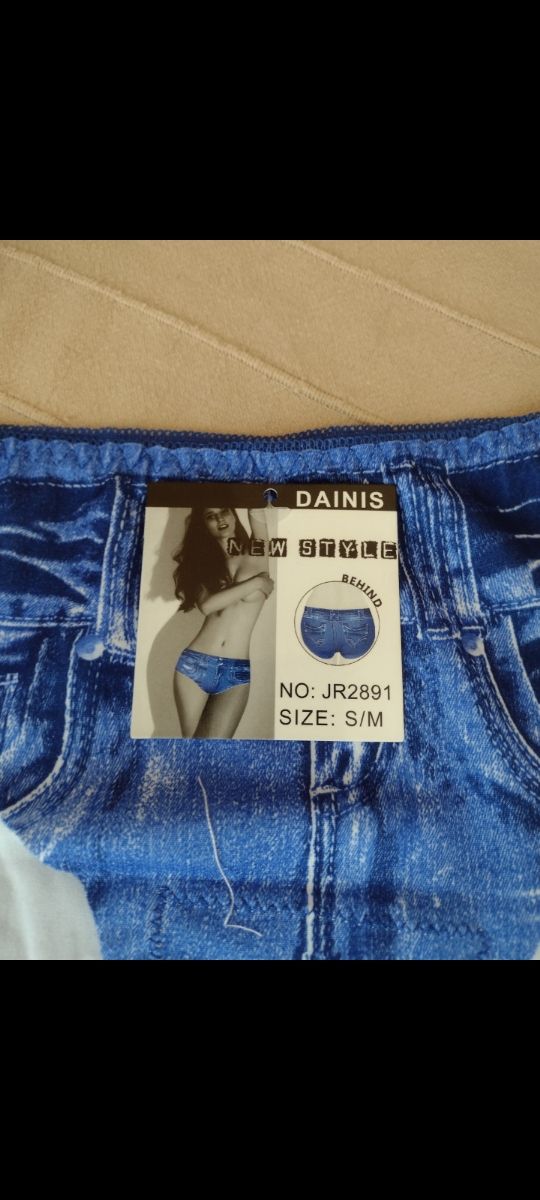 DAINIS
NEW STYLE
BEHIND
NO: JR2891
SIZE: S/M